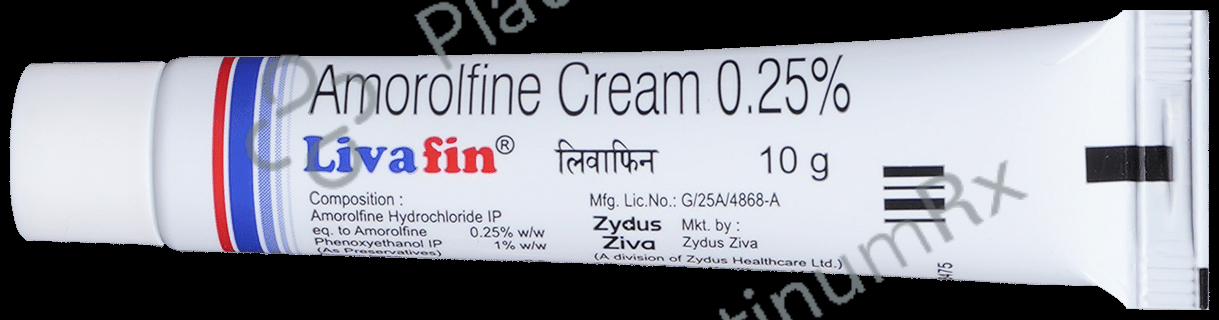 Amorolfine Cream 0.25%
Livafin®
लिवाफिन
10 g
Composition :
Amorolfine Hydrochloride IP
eq. to Amorolfine 0.25% w/w
Phenoxyethanol IP 1% w/w
(As Preservatives)
Mfg. Lic.No.: G/25A/4868-A
Zydus Ziva
Mkt. by :
Zydus Ziva
(A division of Zydus Healthcare Ltd.)